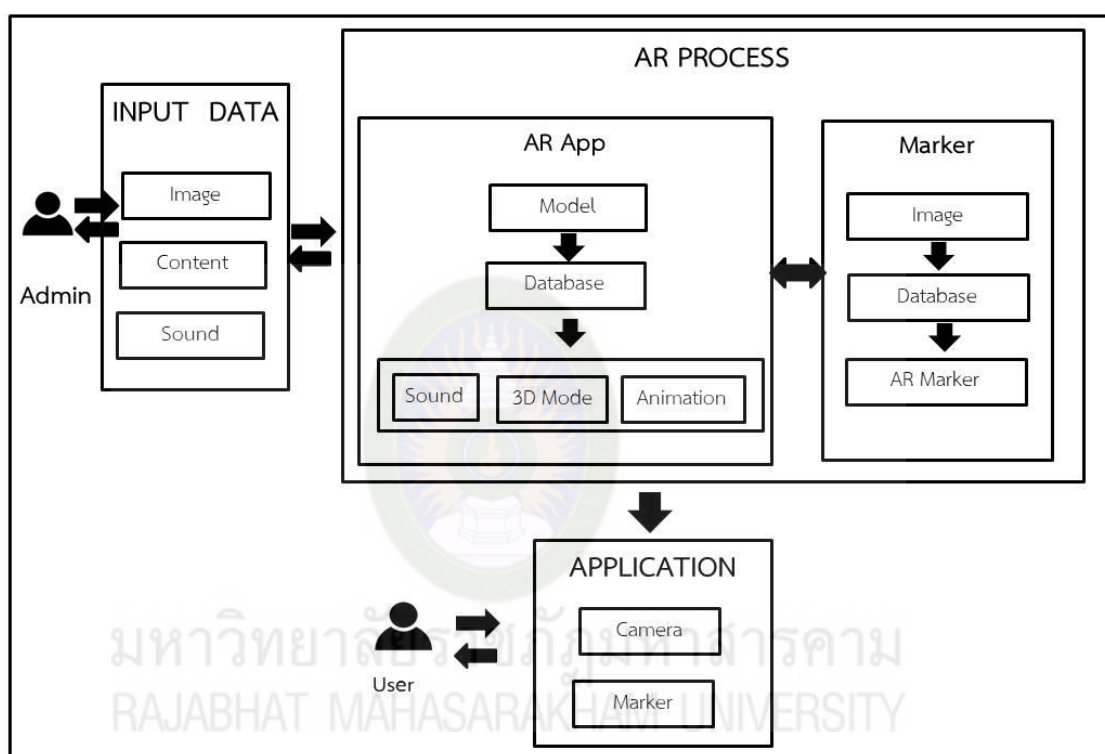 AR PROCESS
INPUT DATA
Image
Content
Sound
Admin
AR App
Model
Database
Sound
3D Mode
Animation
Marker
Image
Database
AR Marker
APPLICATION
Camera
Marker
User
มหาวิทยาลัยราชภัฏมหาสารคาม
RAJABHAT MAHASARAKHAM UNIVERSITY